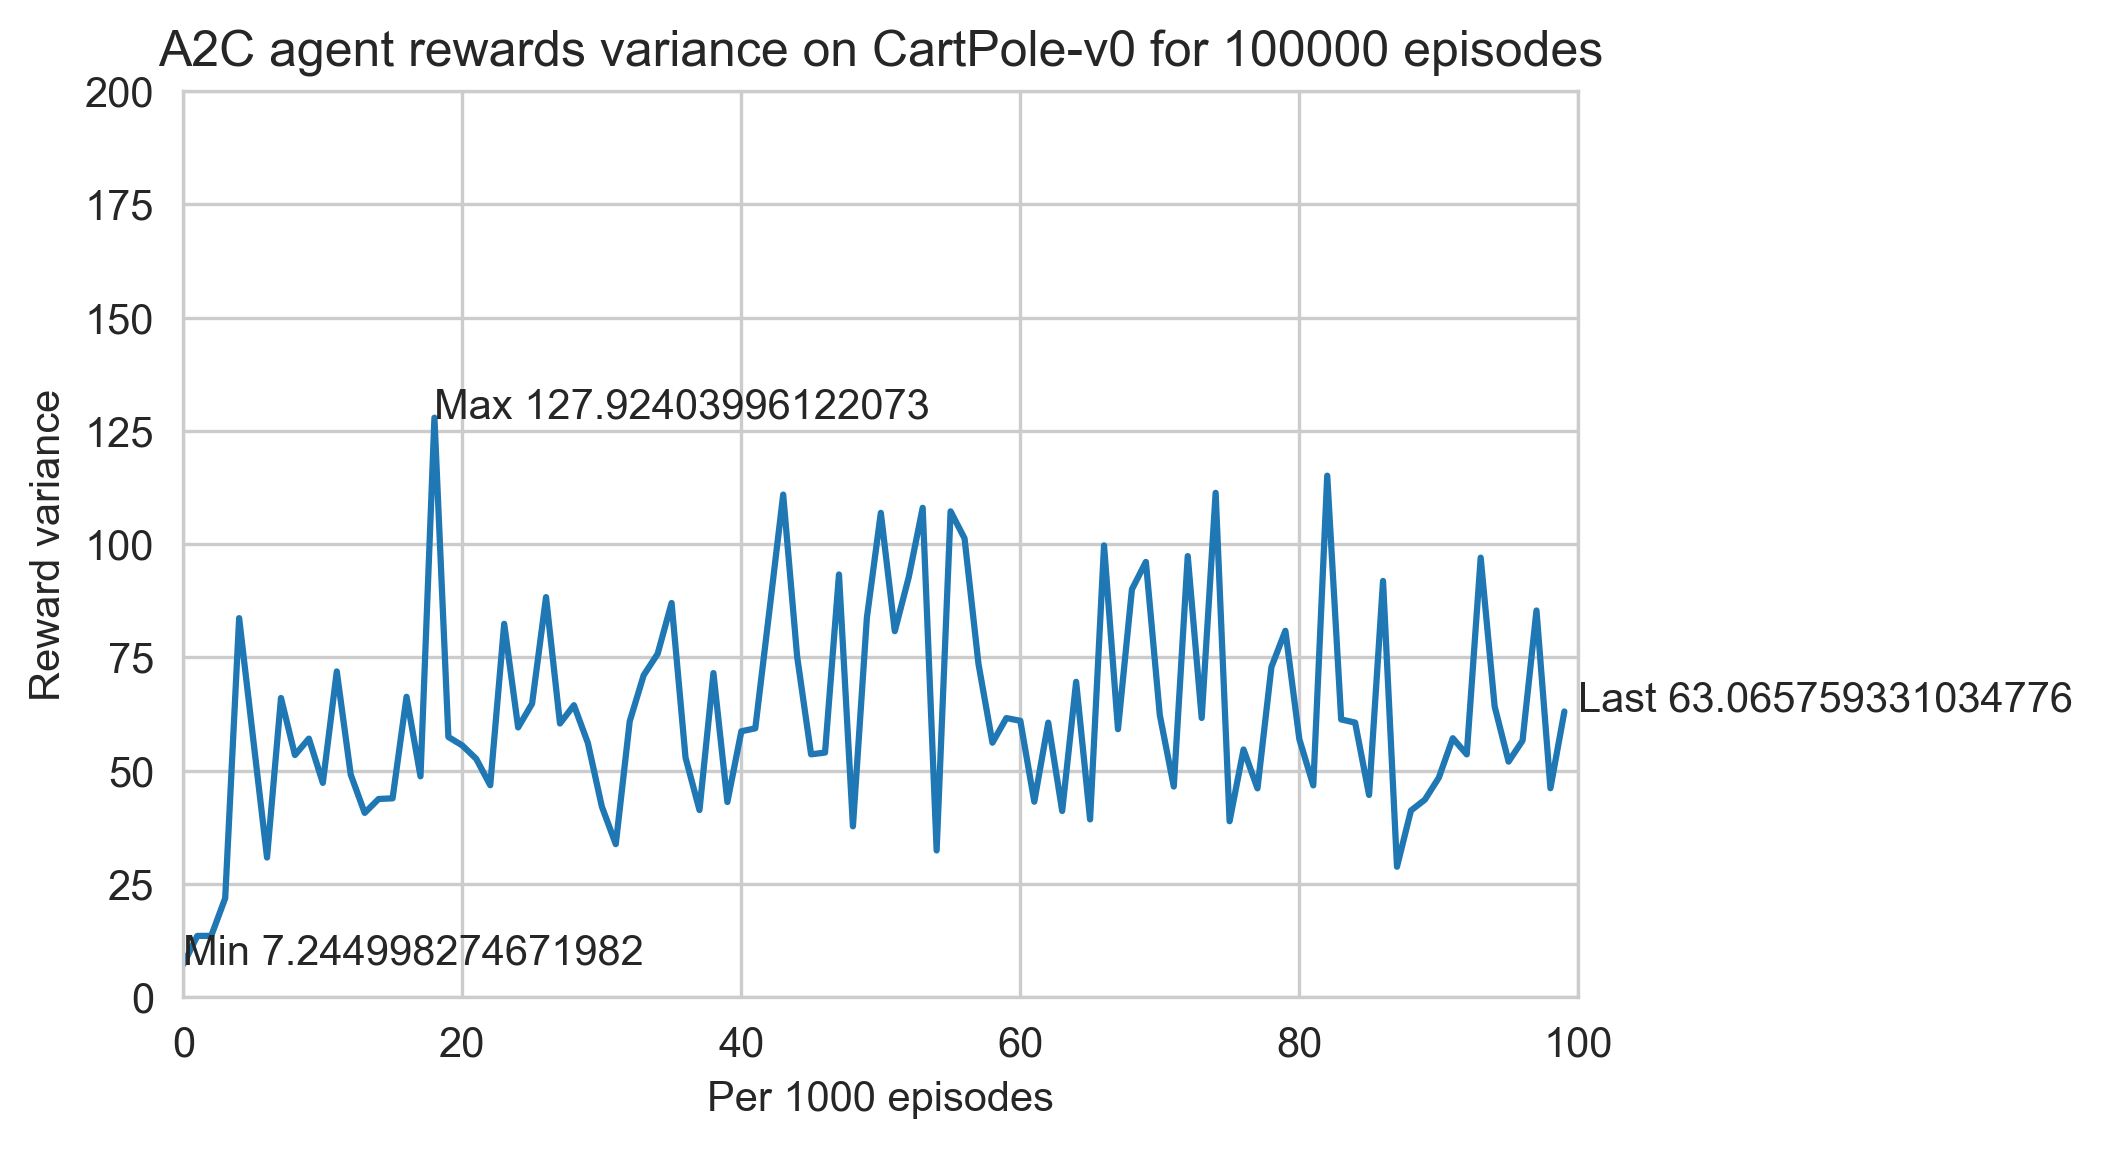 A2C agent rewards variance on CartPole-v0 for 100000 episodes
200
175
150
125
100
75
50
25
0
Reward variance
Max 127.92403996122073
Last 63.065759331034776
Min 7.244998274671982
0 20 40 60 80 100
Per 1000 episodes